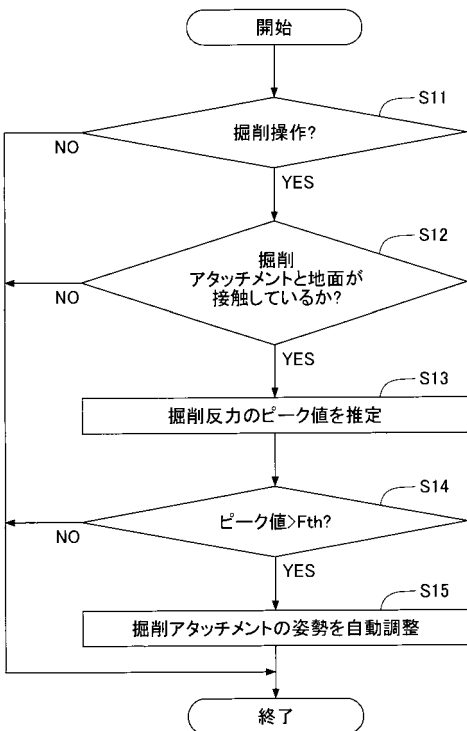 開始
S11
掘削操作?
NO
YES
S12
掘削
アタッチメントと地面が
接触しているか?
NO
YES
S13
掘削反力のピーク値を推定
S14
ピーク値>Fth?
NO
YES
S15
掘削アタッチメントの姿勢を自動調整
終了